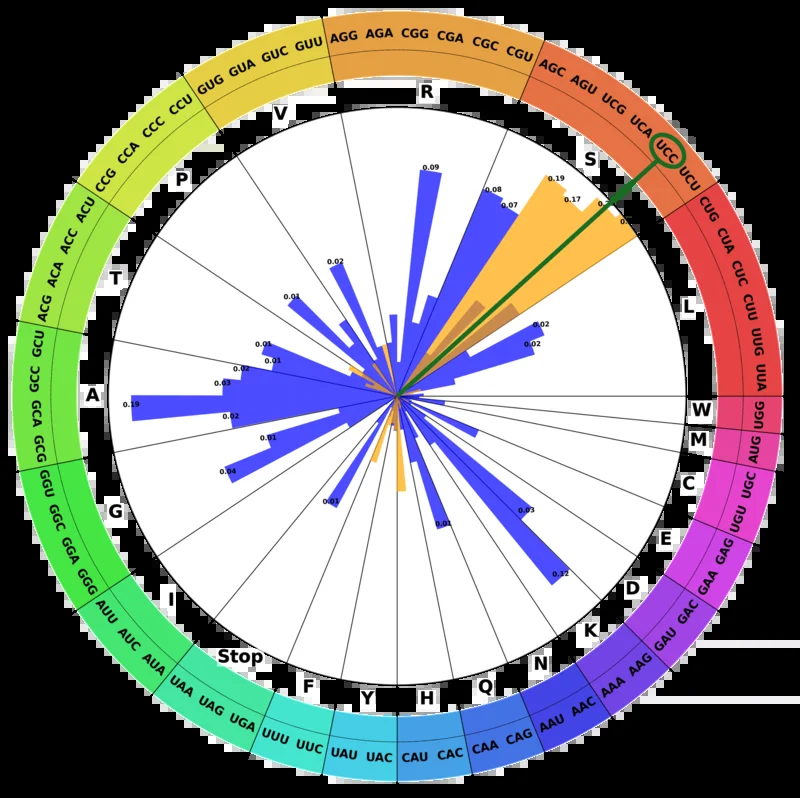 AGG AGA CGG CGA CGC CGU
AGC AGU UCG UCA UCC UCU
CUG CUA CUC CUU UUG UUA
UGG
AUG
UGU UGC
GAA GAG
GAU GAC
AAA AAG
AAU AAC
CAA CAG
CAU CAC
UAU UAC
UUU UUC
UAA UAG UGA
AUU AUC AUA
GGU GGC GGA GGG
GCU GCC GCA GCG
ACG ACA ACC ACU
CCG CCA CCC CCU
GUG GUA GUC GUU
R
S
L
W
M
C
E
D
K
N
Q
H
Y
F
Stop
I
G
A
T
P
V
0.09
0.08
0.07
0.19
0.17
0.02
0.02
0.03
0.12
0.01
0.01
0.04
0.01
0.02
0.19
0.03
0.02
0.01
0.01
0.01
0.02